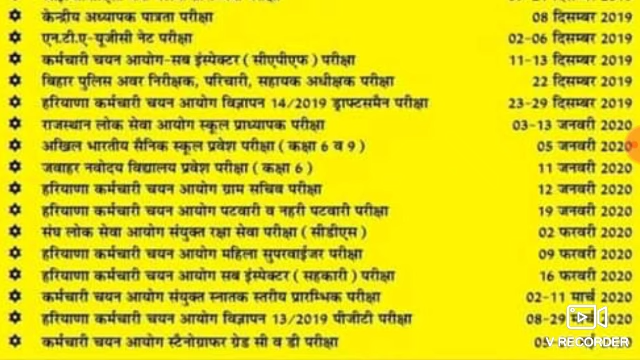 केन्द्रीय अध्यापक पात्रता परीक्षा 08 दिसम्बर 2019
एन.टी.ए-यूजीसी नेट परीक्षा 02-06 दिसम्बर 2019
कर्मचारी चयन आयोग-सब इंस्पेक्टर ( सीएपीएफ ) परीक्षा 11-13 दिसम्बर 2019
बिहार पुलिस अवर निरीक्षक, परिचारी, सहायक अधीक्षक परीक्षा 22 दिसम्बर 2019
हरियाणा कर्मचारी चयन आयोग विज्ञापन 14/2019 ड्राफ्टसमैन परीक्षा 23-29 दिसम्बर 2019
राजस्थान लोक सेवा आयोग स्कूल प्राध्यापक परीक्षा 03-13 जनवरी 2020
अखिल भारतीय सैनिक स्कूल प्रवेश परीक्षा ( कक्षा 6 व 9 ) 05 जनवरी 2020
जवाहर नवोदय विद्यालय प्रवेश परीक्षा ( कक्षा 6 ) 11 जनवरी 2020
हरियाणा कर्मचारी चयन आयोग ग्राम सचिव परीक्षा 12 जनवरी 2020
हरियाणा कर्मचारी चयन आयोग पटवारी व नहरी पटवारी परीक्षा 19 जनवरी 2020
संघ लोक सेवा आयोग संयुक्त रक्षा सेवा परीक्षा ( सीडीएस ) 02 फरवरी 2020
हरियाणा कर्मचारी चयन आयोग महिला सुपरवाईजर परीक्षा 09 फरवरी 2020
हरियाणा कर्मचारी चयन आयोग सब इंस्पेक्टर ( सहकारी ) परीक्षा 16 फरवरी 2020
कर्मचारी चयन आयोग संयुक्त स्नातक स्तरीय प्रारम्भिक परीक्षा 02-11 मार्च 2020
हरियाणा कर्मचारी चयन आयोग विज्ञापन 13/2019 पीजीटी परीक्षा 08-29 2020
कर्मचारी चयन आयोग स्टैनोग्राफर ग्रेड सी व डी परीक्षा
V RECORDER